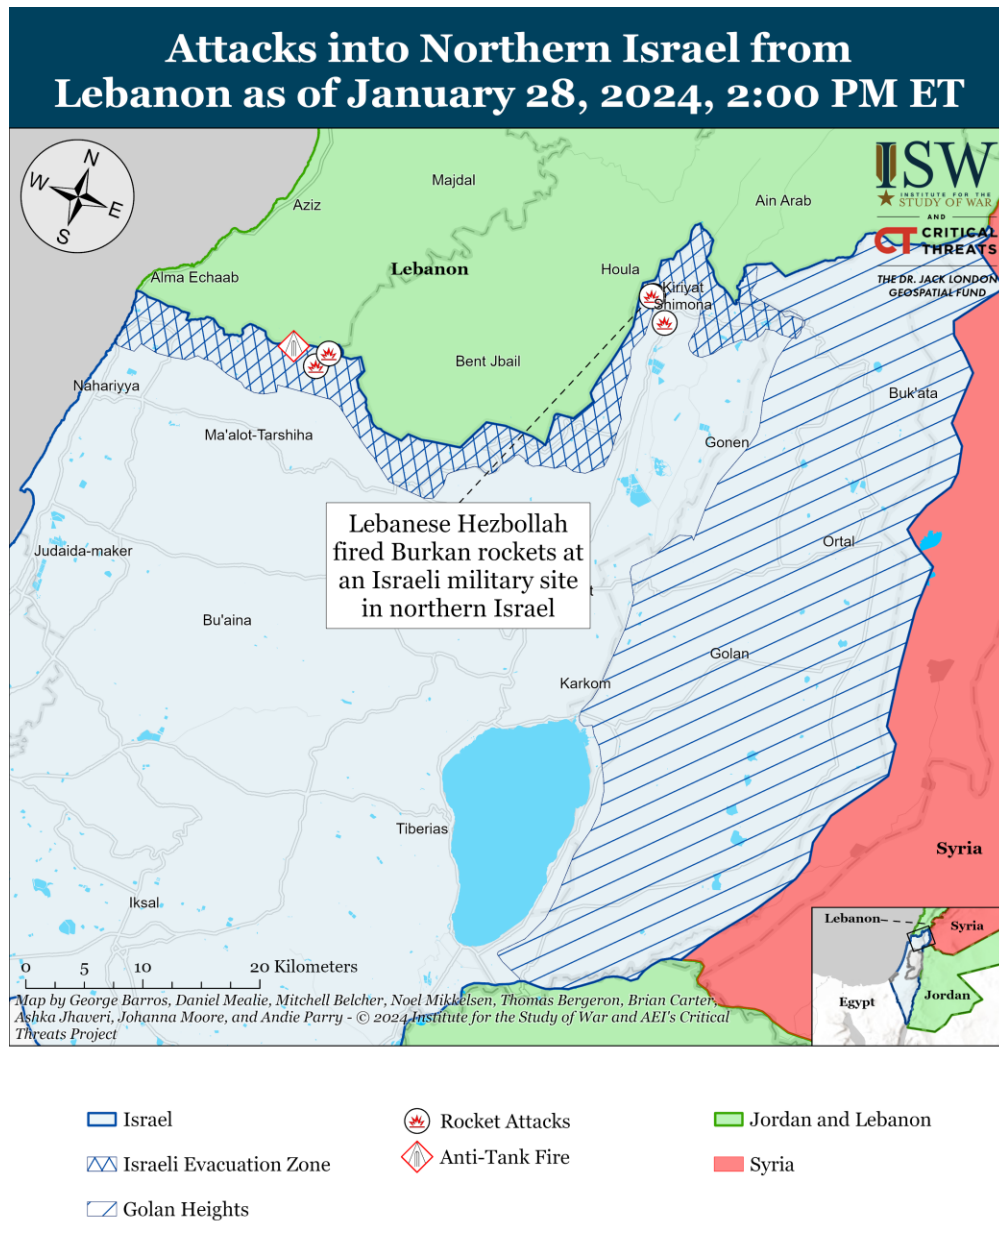 Attacks into Northern Israel from
Lebanon as of January 28, 2024, 2:00 PM ET
N
W
E
S
ISW
INSTITUTE FOR THE
STUDY OF WAR
AND
CT CRITICAL
THREATS
THE DR. JACK LONDON
GEOSPATIAL FUND
Majdal
Ain Arab
Aziz
Lebanon
Houla
Alma Echaab
Kiriyat
Shimona
Bent Jbail
Nahariyya
Buk'ata
Ma'alot-Tarshiha
Gonen
Lebanese Hezbollah
fired Burkan rockets at
an Israeli military site
in northern Israel
Judaida-maker
Ortal
Bu'aina
Golan
Karkom
Tiberias
Syria
Iksal
Lebanon
Syria
Egypt
Jordan
0 5 10 20 Kilometers
Map by George Barros, Daniel Mealie, Mitchell Belcher, Noel Mikkelsen, Thomas Bergeron, Brian Carter,
Ashka Jhaveri, Johanna Moore, and Andie Parry - © 2024 Institute for the Study of War and AEI's Critical
Threats Project
Israel
Rocket Attacks
Jordan and Lebanon
Israeli Evacuation Zone
Anti-Tank Fire
Syria
Golan Heights